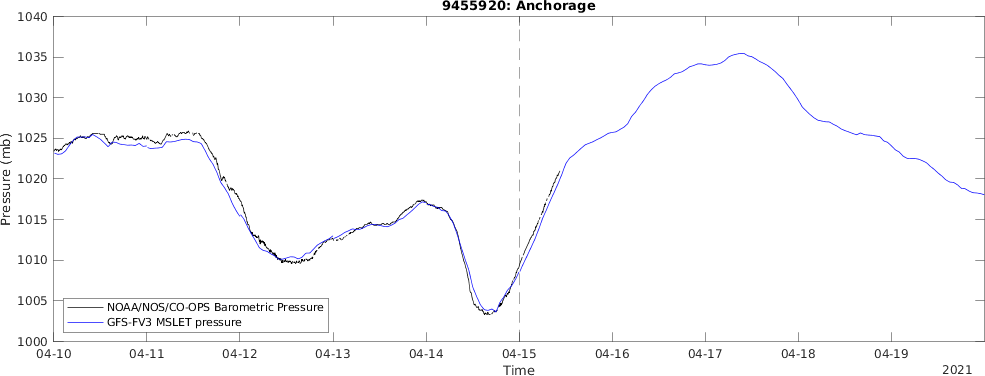 9455920: Anchorage
Pressure (mb)
1040
1035
1030
1025
1020
1015
1010
1005
1000
NOAA/NOS/CO-OPS Barometric Pressure
GFS-FV3 MSLET pressure
04-10 04-11 04-12 04-13 04-14 04-15 04-16 04-17 04-18 04-19
Time
2021